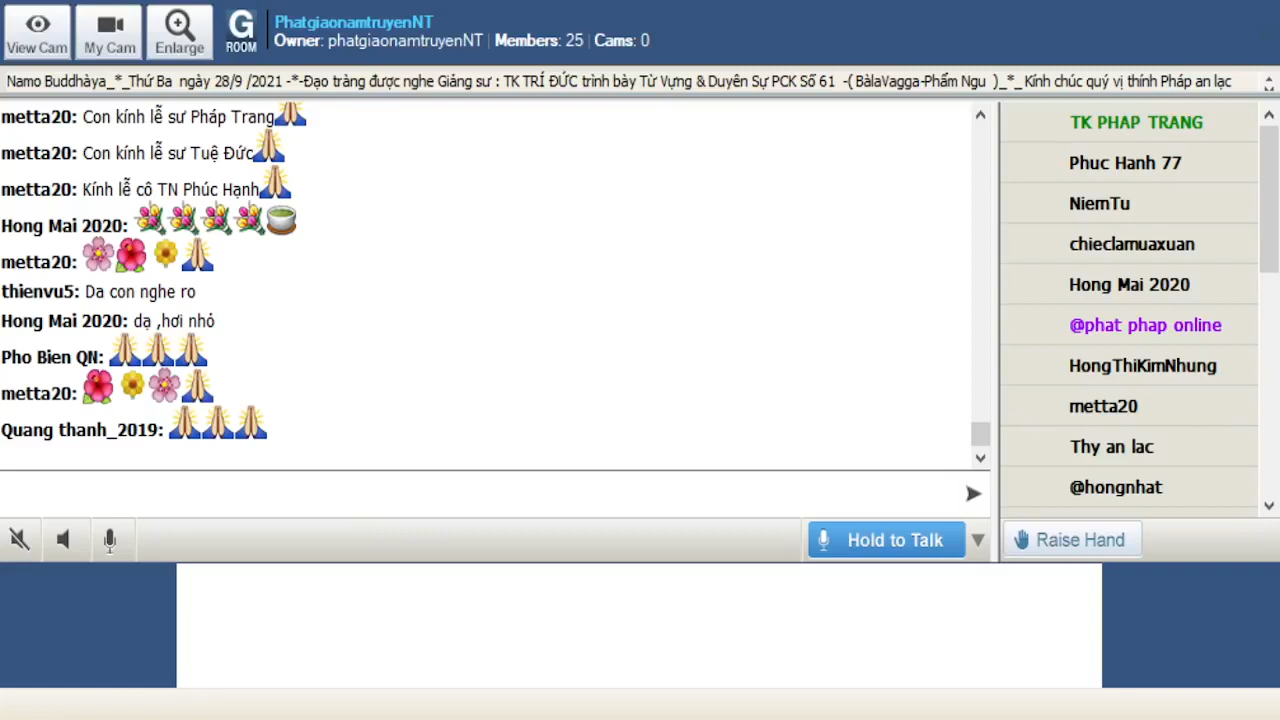 View Cam
My Cam
Enlarge
G
ROOM
PhatgiaonamtruyenNT
Owner: phatgiaonamtruyenNT | Members: 25 | Cams: 0
Namo Buddhàya_*_Thứ Ba ngày 28/9 /2021 -*-Đạo tràng được nghe Giảng sư : TK TRÍ ĐỨC trình bày Từ Vựng & Duyên Sự PCK Số 61 -( BàlaVagga-Phẩm Ngu )_*_ Kính chúc quý vị thính Pháp an lạc
metta20: Con kính lễ sư Pháp Trang🙏
metta20: Con kính lễ sư Tuệ Đức🙏
metta20: Kính lễ cô TN Phúc Hạnh🙏
Hong Mai 2020: 💐💐💐💐🍵
metta20: 🌸🌺🌼🙏
thienvu5: Da con nghe ro
Hong Mai 2020: dạ ,hơi nhỏ
Pho Bien QN: 🙏🙏🙏
metta20: 🌺🌼🌸🙏
Quang thanh_2019: 🙏🙏🙏
TK PHAP TRANG
Phuc Hanh 77
NiemTu
chieclamuaxuan
Hong Mai 2020
@phat phap online
HongThiKimNhung
metta20
Thy an lac
@hongnhat
Hold to Talk
Raise Hand